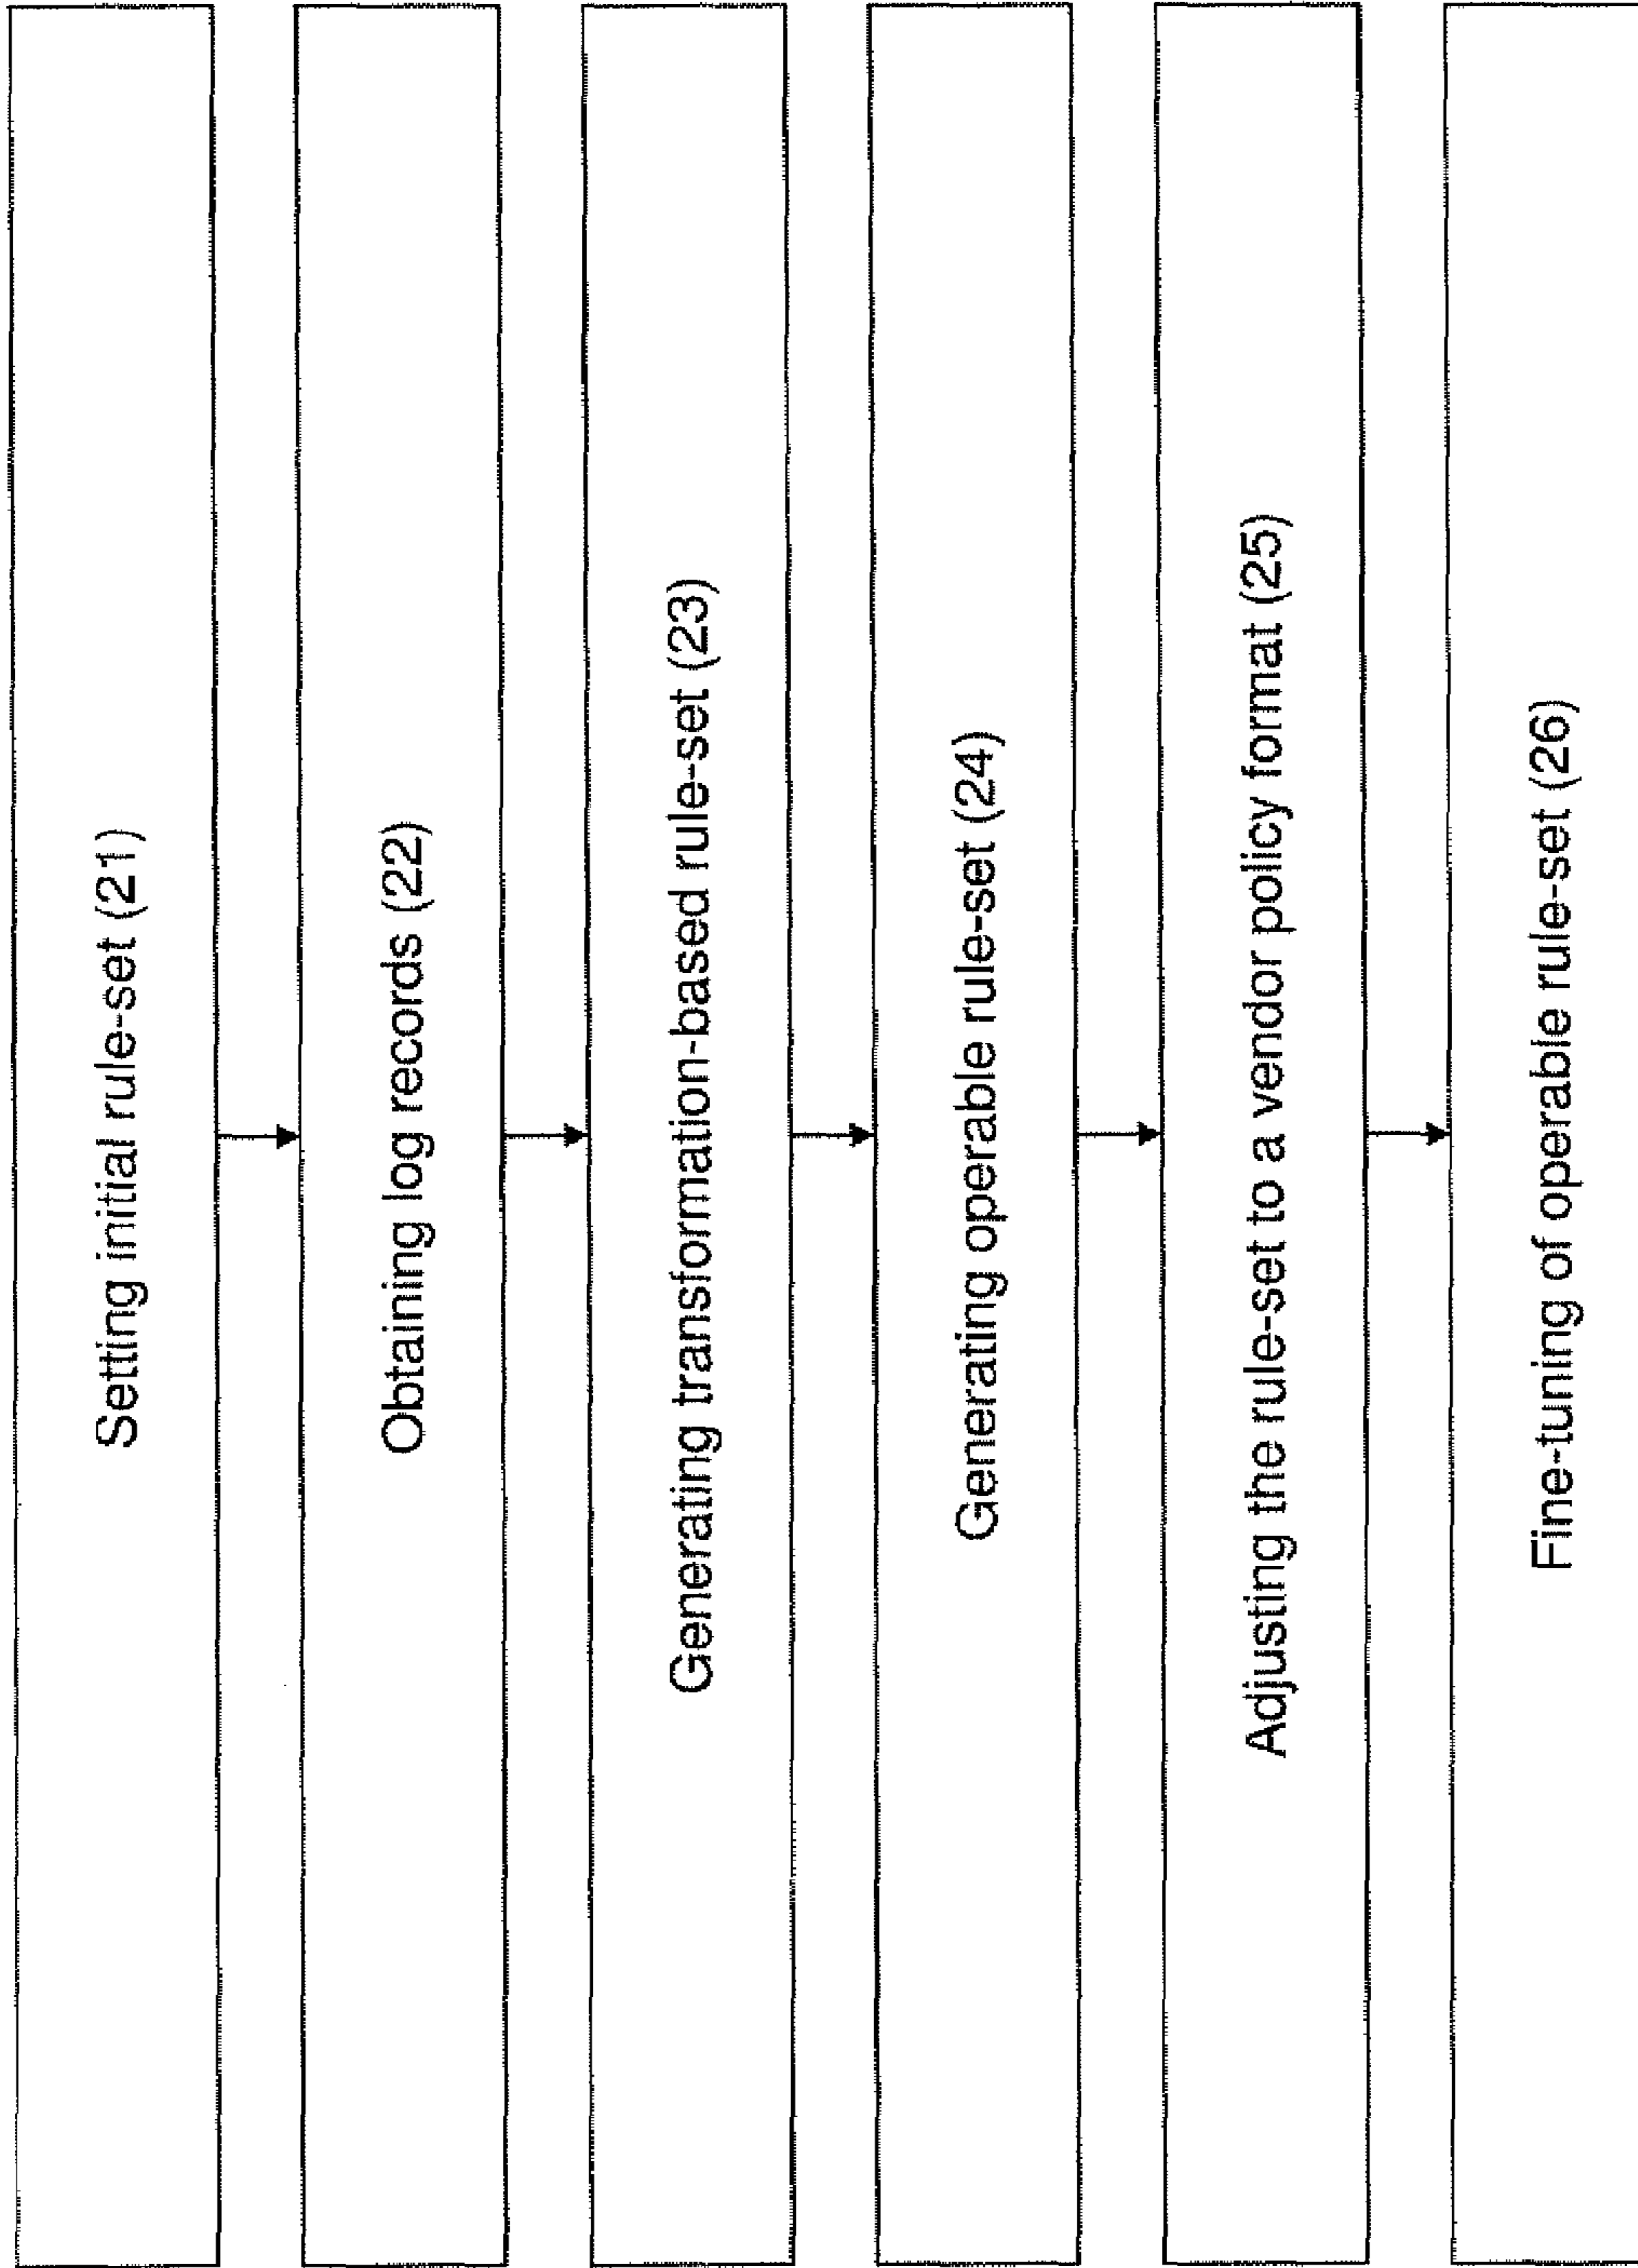 Setting initial rule-set (21)
Obtaining log records (22)
Generating transformation-based rule-set (23)
Generating operable rule-set (24)
Adjusting the rule-set to a vendor policy format (25)
Fine-tuning of operable rule-set (26)